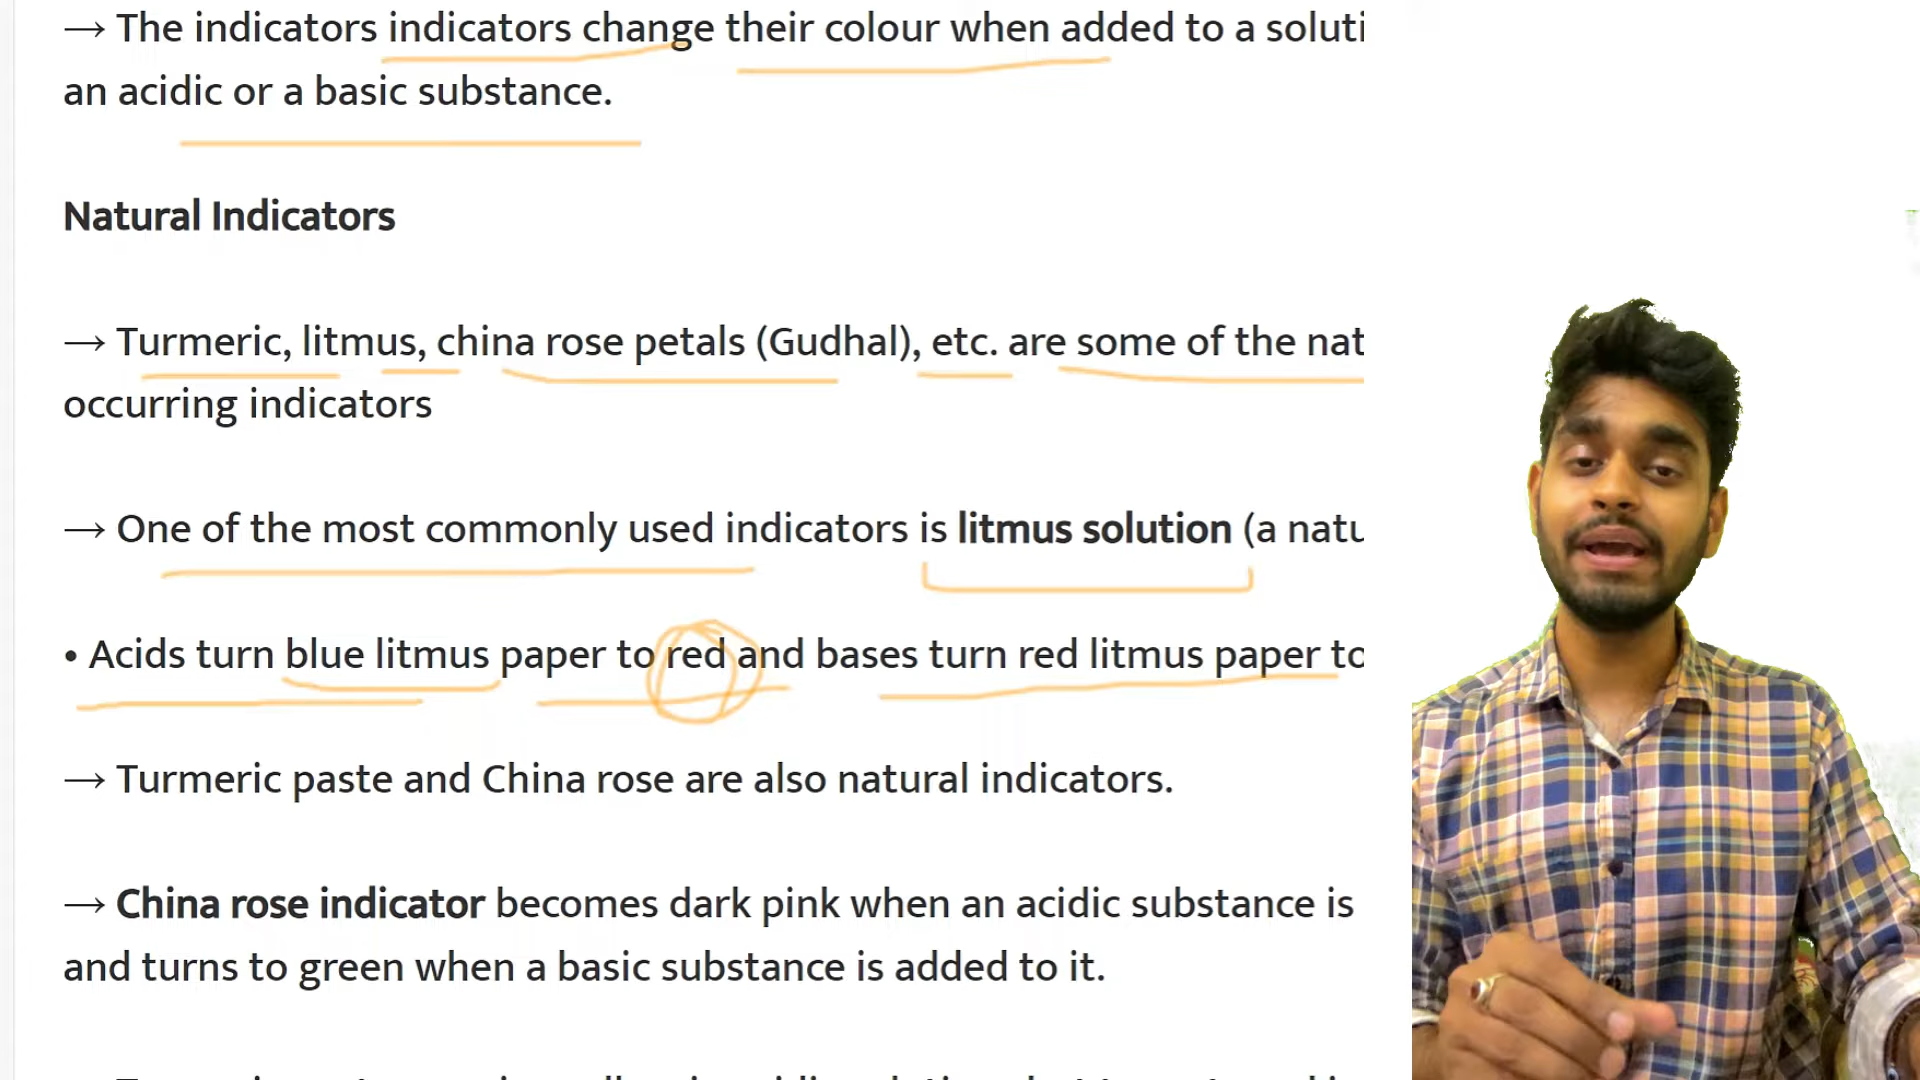 → The indicators indicators change their colour when added to a
an acidic or a basic substance.
Natural Indicators
→ Turmeric, litmus, china rose petals (Gudhal), etc. are some of the
occurring indicators
→ One of the most commonly used indicators is litmus solution (a
• Acids turn blue litmus paper to red and bases turn red litmus paper to
→ Turmeric paste and China rose are also natural indicators.
→ China rose indicator becomes dark pink when an acidic substance is
and turns to green when a basic substance is added to it.